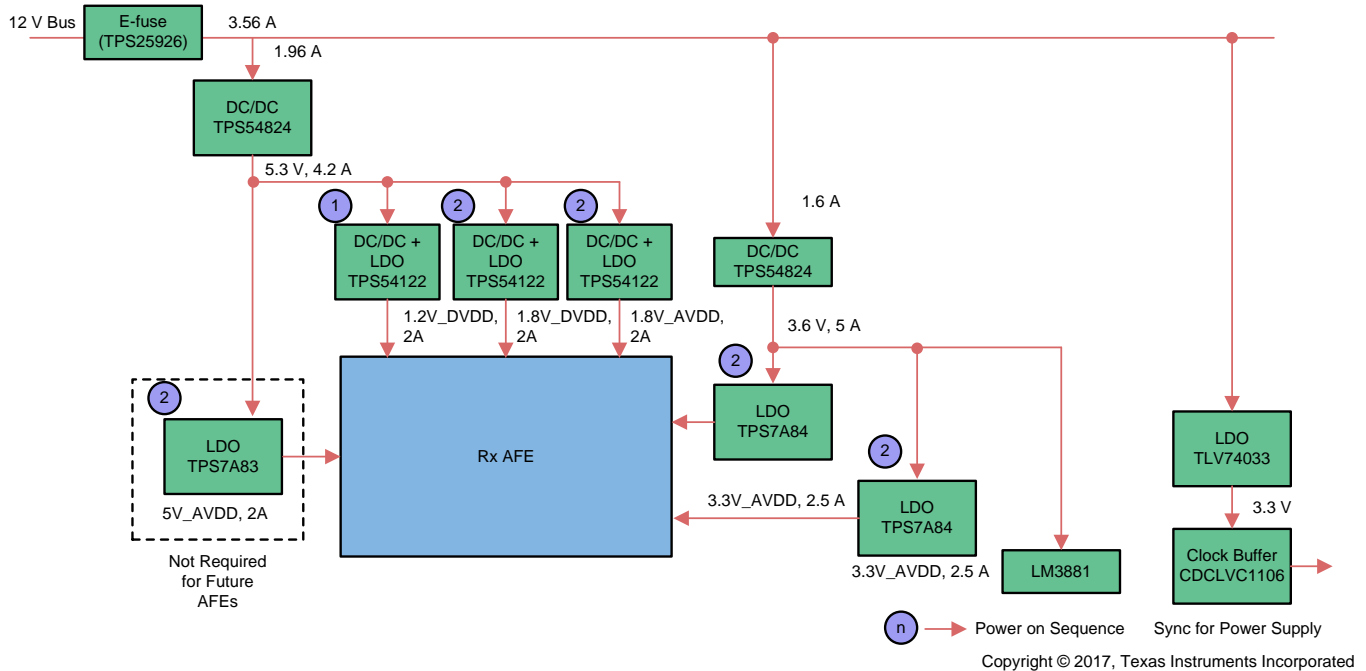 12 V Bus
E-fuse
(TPS25926)
3.56 A
1.96 A
DC/DC
TPS54824
5.3 V, 4.2 A
1
DC/DC +
LDO
TPS54122
2
DC/DC +
LDO
TPS54122
2
DC/DC +
LDO
TPS54122
1.2V_DVDD,
2A
1.8V_DVDD,
2A
1.8V_AVDD,
2A
1.6 A
DC/DC
TPS54824
3.6 V, 5 A
2
LDO
TPS7A84
2
LDO
TPS7A83
5V_AVDD, 2A
Not Required
for Future
AFEs
Rx AFE
2
LDO
TPS7A84
3.3V_AVDD, 2.5 A
3.3V_AVDD, 2.5 A
LM3881
LDO
TLV74033
3.3 V
Clock Buffer
CDCLVC1106
n
Power on Sequence
Sync for Power Supply
Copyright © 2017, Texas Instruments Incorporated